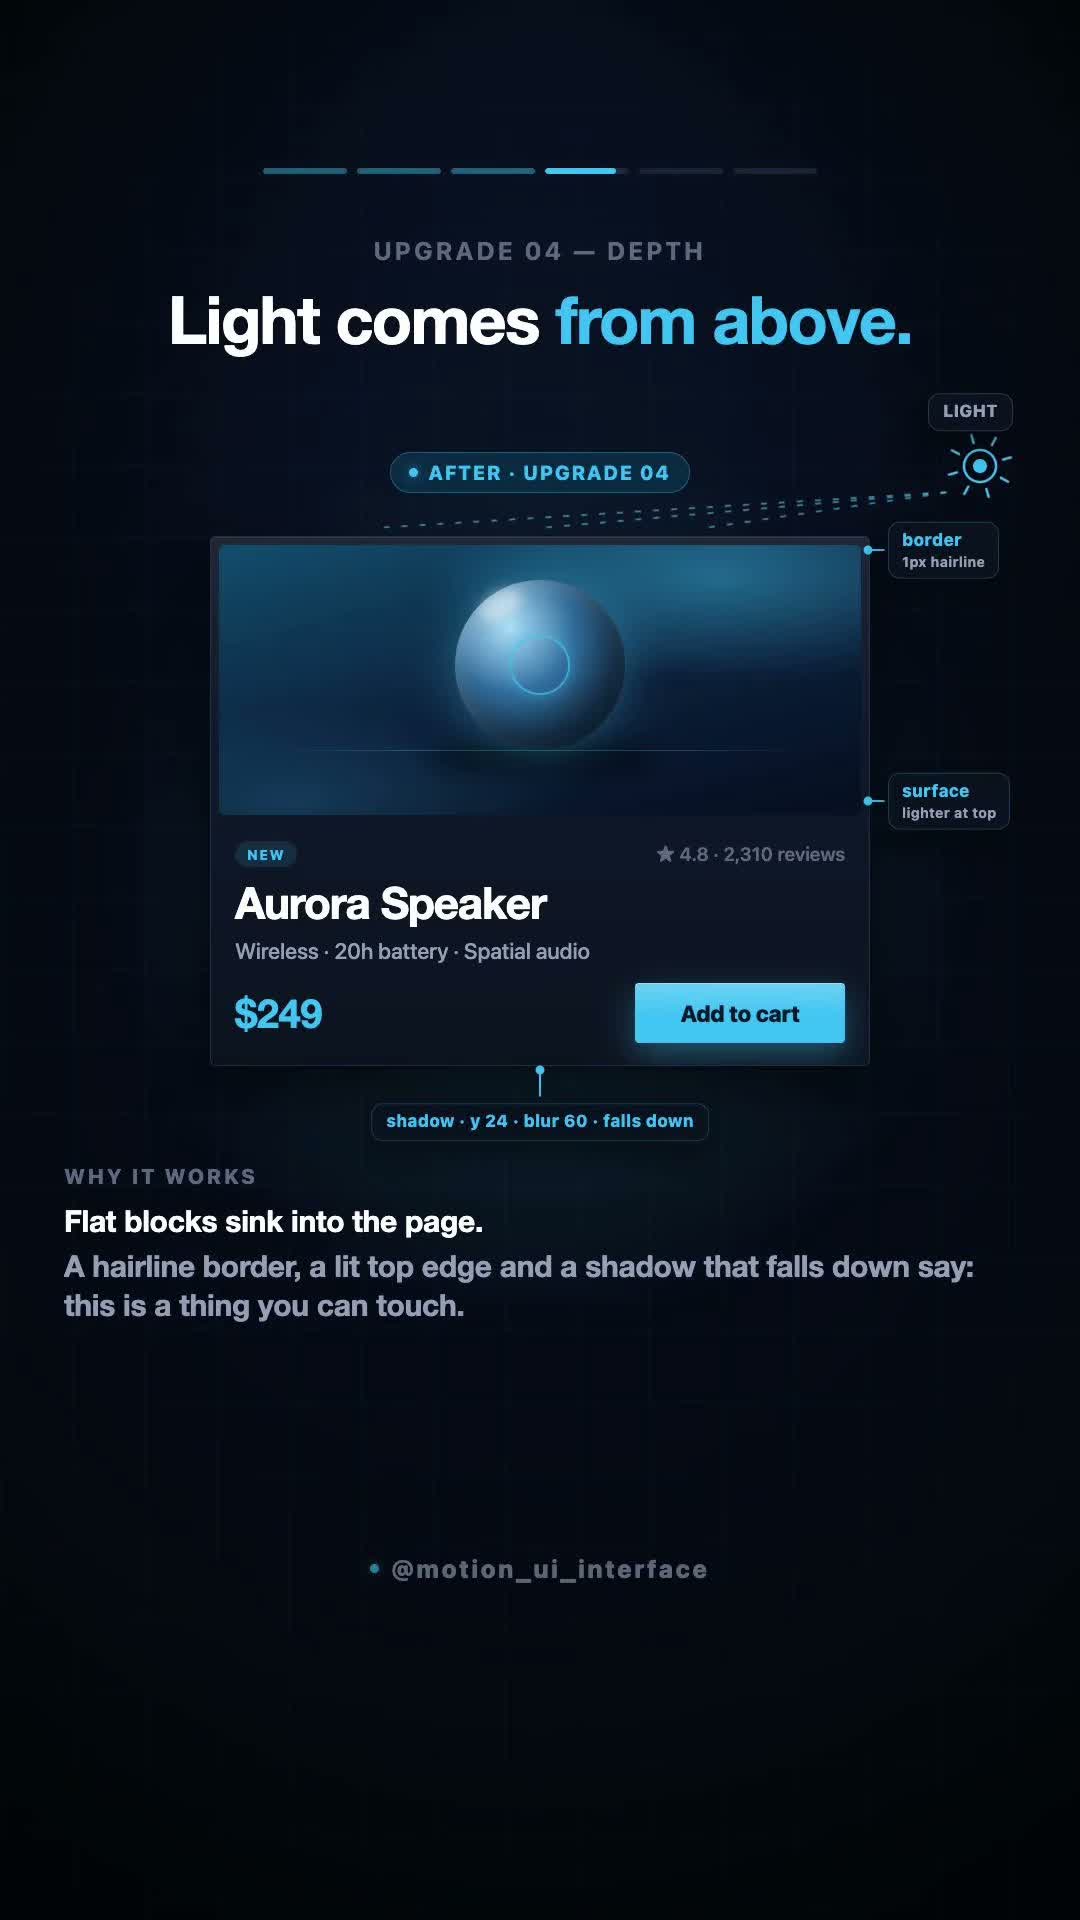 UPGRADE 04 — DEPTH
Light comes from above.
LIGHT
AFTER · UPGRADE 04
border
1px hairline
surface
lighter at top
NEW
★ 4.8 · 2,310 reviews
Aurora Speaker
Wireless · 20h battery · Spatial audio
$249
Add to cart
shadow · y 24 · blur 60 · falls down
WHY IT WORKS
Flat blocks sink into the page.
A hairline border, a lit top edge and a shadow that falls down say:
this is a thing you can touch.
@motion_ui_interface